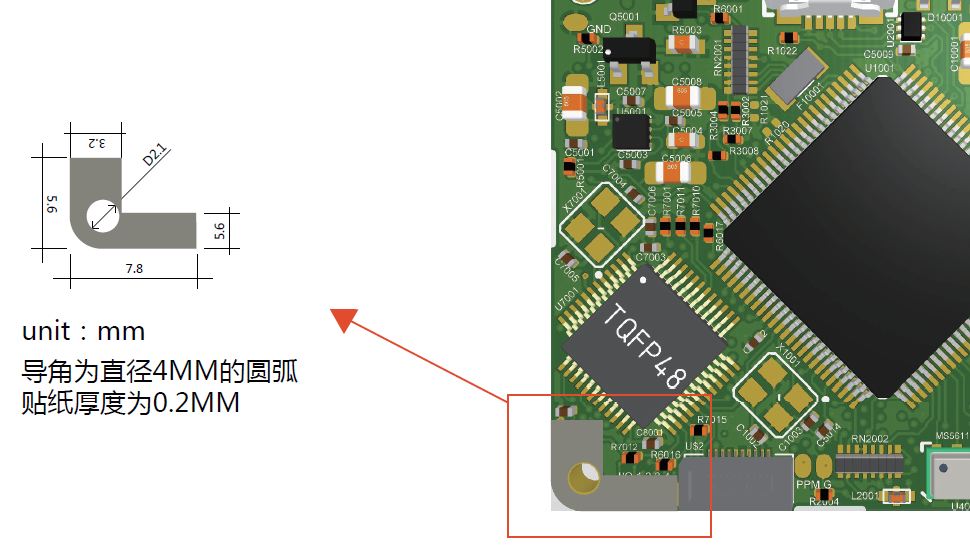 3.2
D2.1
5.6
5.6
7.8
unit：mm
导角为直径4MM的圆弧
贴纸厚度为0.2MM
Q5001
R6001
GND
R5002
R5003
RN2001
R1022
U2001
D10001
C5009
C10001
U1001
L5001
C5002
C5007
C5008
U5001
C5005
C5004
R3004
R3002
R1021
F10001
R1020
R3007
R3008
C5001
C5003
C5006
R5001
C7004
X7001
C7006
R7001
R7011
R7010
R6017
C7005
C7003
U7001
TQFP48
X1001
C1002
C1003
C5014
R7015
C8001
U$2
R7012
R6016
RN2002
MS5611
PPM G
R2004
L2001